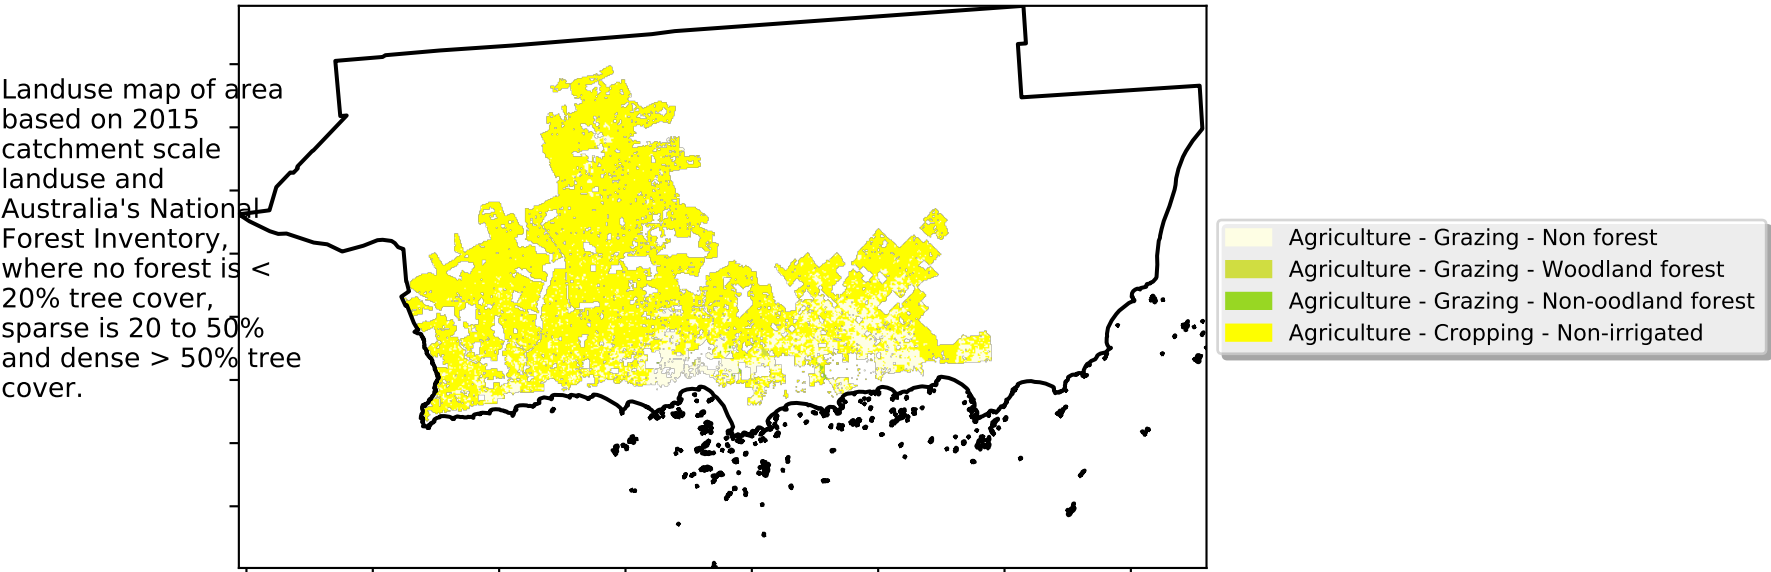 Landuse map of area
based on 2015
catchment scale
landuse and
Australia's National
Forest Inventory,
where no forest is <
20% tree cover,
sparse is 20 to 50%
and dense > 50% tree
cover.
Agriculture - Grazing - Non forest
Agriculture - Grazing - Woodland forest
Agriculture - Grazing - Non-oodland forest
Agriculture - Cropping - Non-irrigated